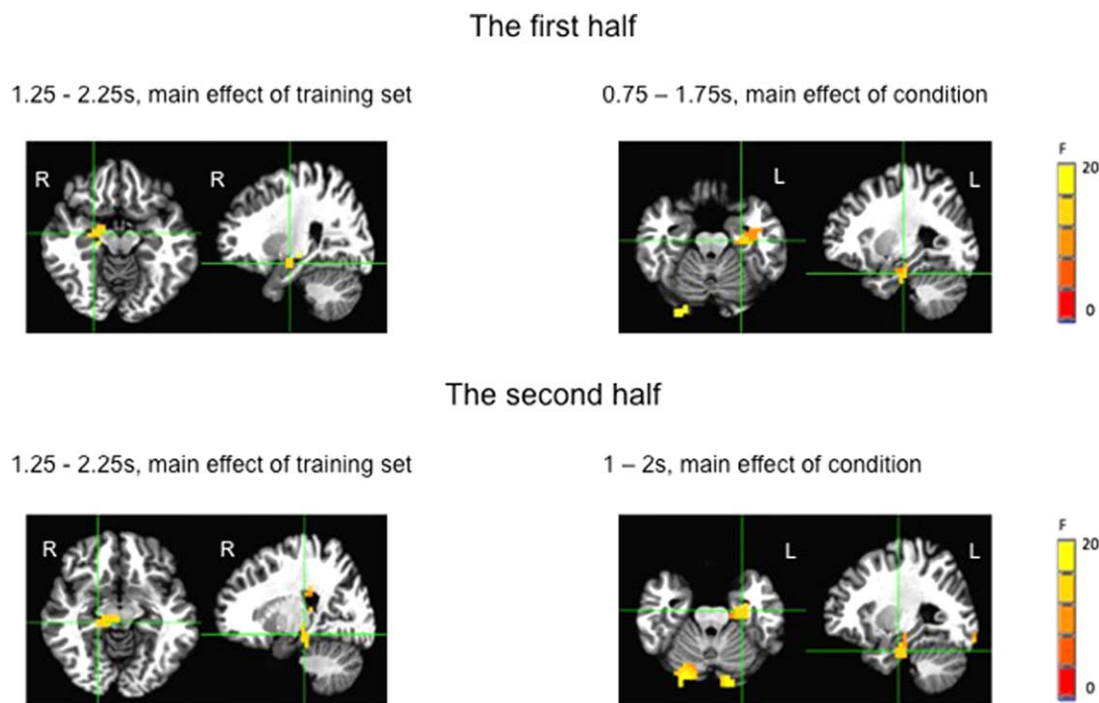 The first half
1.25 - 2.25s, main effect of training set
0.75 – 1.75s, main effect of condition
R
R
L
L
F
20
0
The second half
1.25 - 2.25s, main effect of training set
1 – 2s, main effect of condition
R
R
L
L
F
20
0